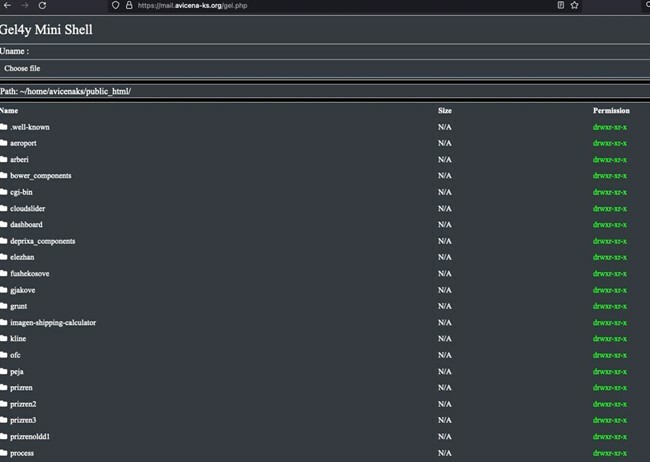 https://mail.avicena-ks.org/gel.php
Gel4y Mini Shell
Uname :
Choose file
Path: ~/home/avicenaks/public_html/
Name Size Permission
.well-known N/A drwxr-xr-x
aeroport N/A drwxr-xr-x
arberi N/A drwxr-xr-x
bower_components N/A drwxr-xr-x
cgi-bin N/A drwxr-xr-x
cloudslider N/A drwxr-xr-x
dashboard N/A drwxr-xr-x
deprixa_components N/A drwxr-xr-x
elezhan N/A drwxr-xr-x
fushekosove N/A drwxr-xr-x
gjakove N/A drwxr-xr-x
grunt N/A drwxr-xr-x
imagen-shipping-calculator N/A drwxr-xr-x
kline N/A drwxr-xr-x
ofc N/A drwxr-xr-x
peja N/A drwxr-xr-x
prizren N/A drwxr-xr-x
prizren2 N/A drwxr-xr-x
prizren3 N/A drwxr-xr-x
prizrenoldd1 N/A drwxr-xr-x
process N/A drwxr-xr-x